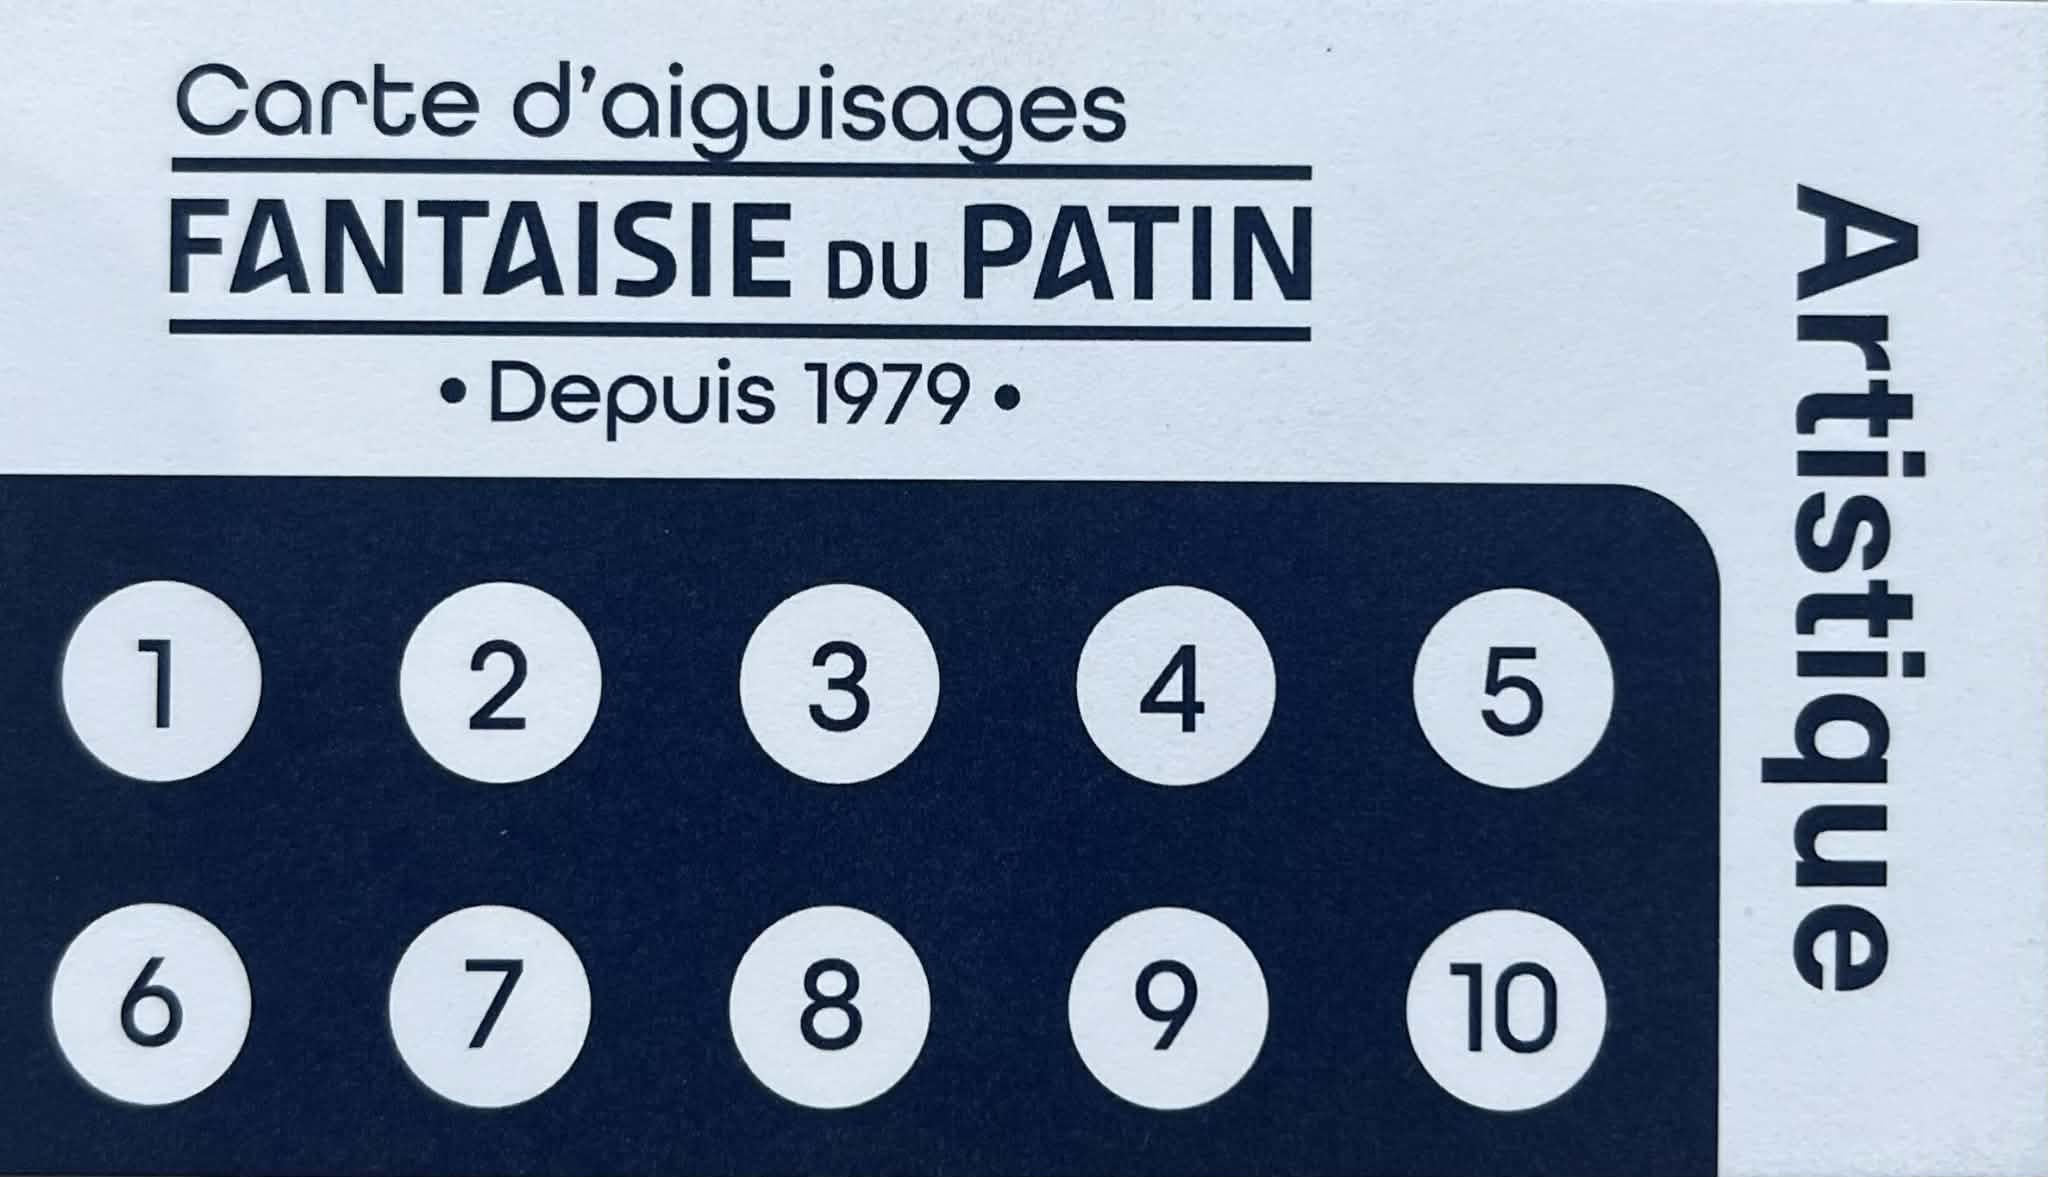 Carte d'aiguisages
FANTAISIE DU PATIN
• Depuis 1979 •
Artistique
1 2 3 4 5
6 7 8 9 10